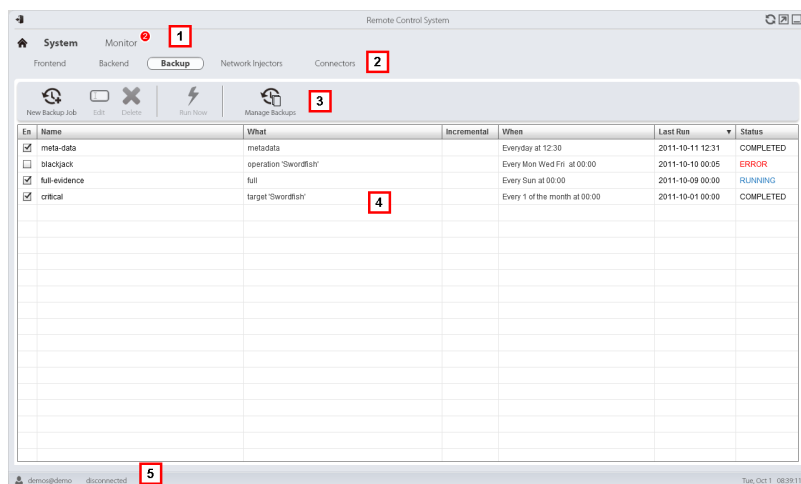 Remote Control System
System Monitor 2 1
Frontend Backend Backup Network Injectors Connectors 2
New Backup Job Edit Delete Run Now Manage Backups 3
En Name What Incremental When Last Run Status
meta-data metadata Everyday at 12:30 2011-10-11 12:31 COMPLETED
blackjack operation 'Swordfish' Every Mon Wed Fri at 00:00 2011-10-10 00:05 ERROR
full-evidence full Every Sun at 00:00 2011-10-09 00:00 RUNNING
critical target 'Swordfish' Every 1 of the month at 00:00 2011-10-01 00:00 COMPLETED
4
demos@demo disconnected 5 Tue, Oct 1 08:39:11